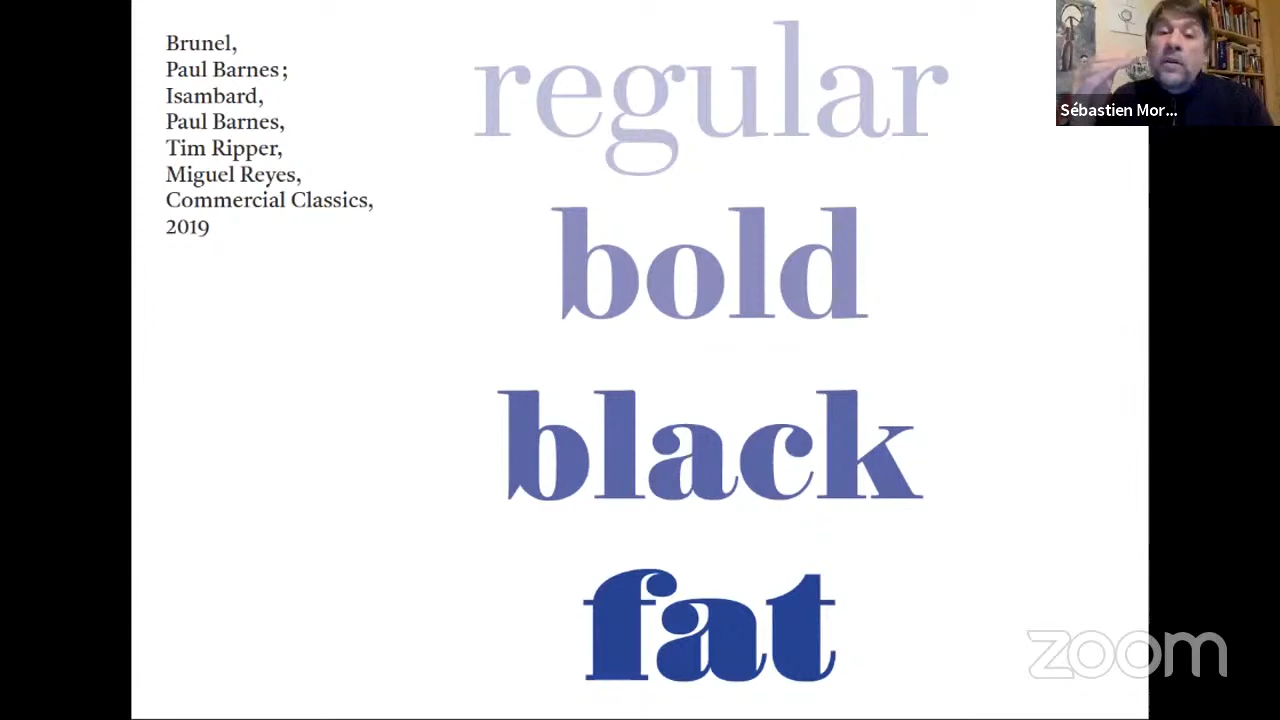 Brunel,
Paul Barnes ;
Isambard,
Paul Barnes,
Tim Ripper,
Miguel Reyes,
Commercial Classics,
2019
regular
bold
black
fat
Sébastien Mor...
zoom